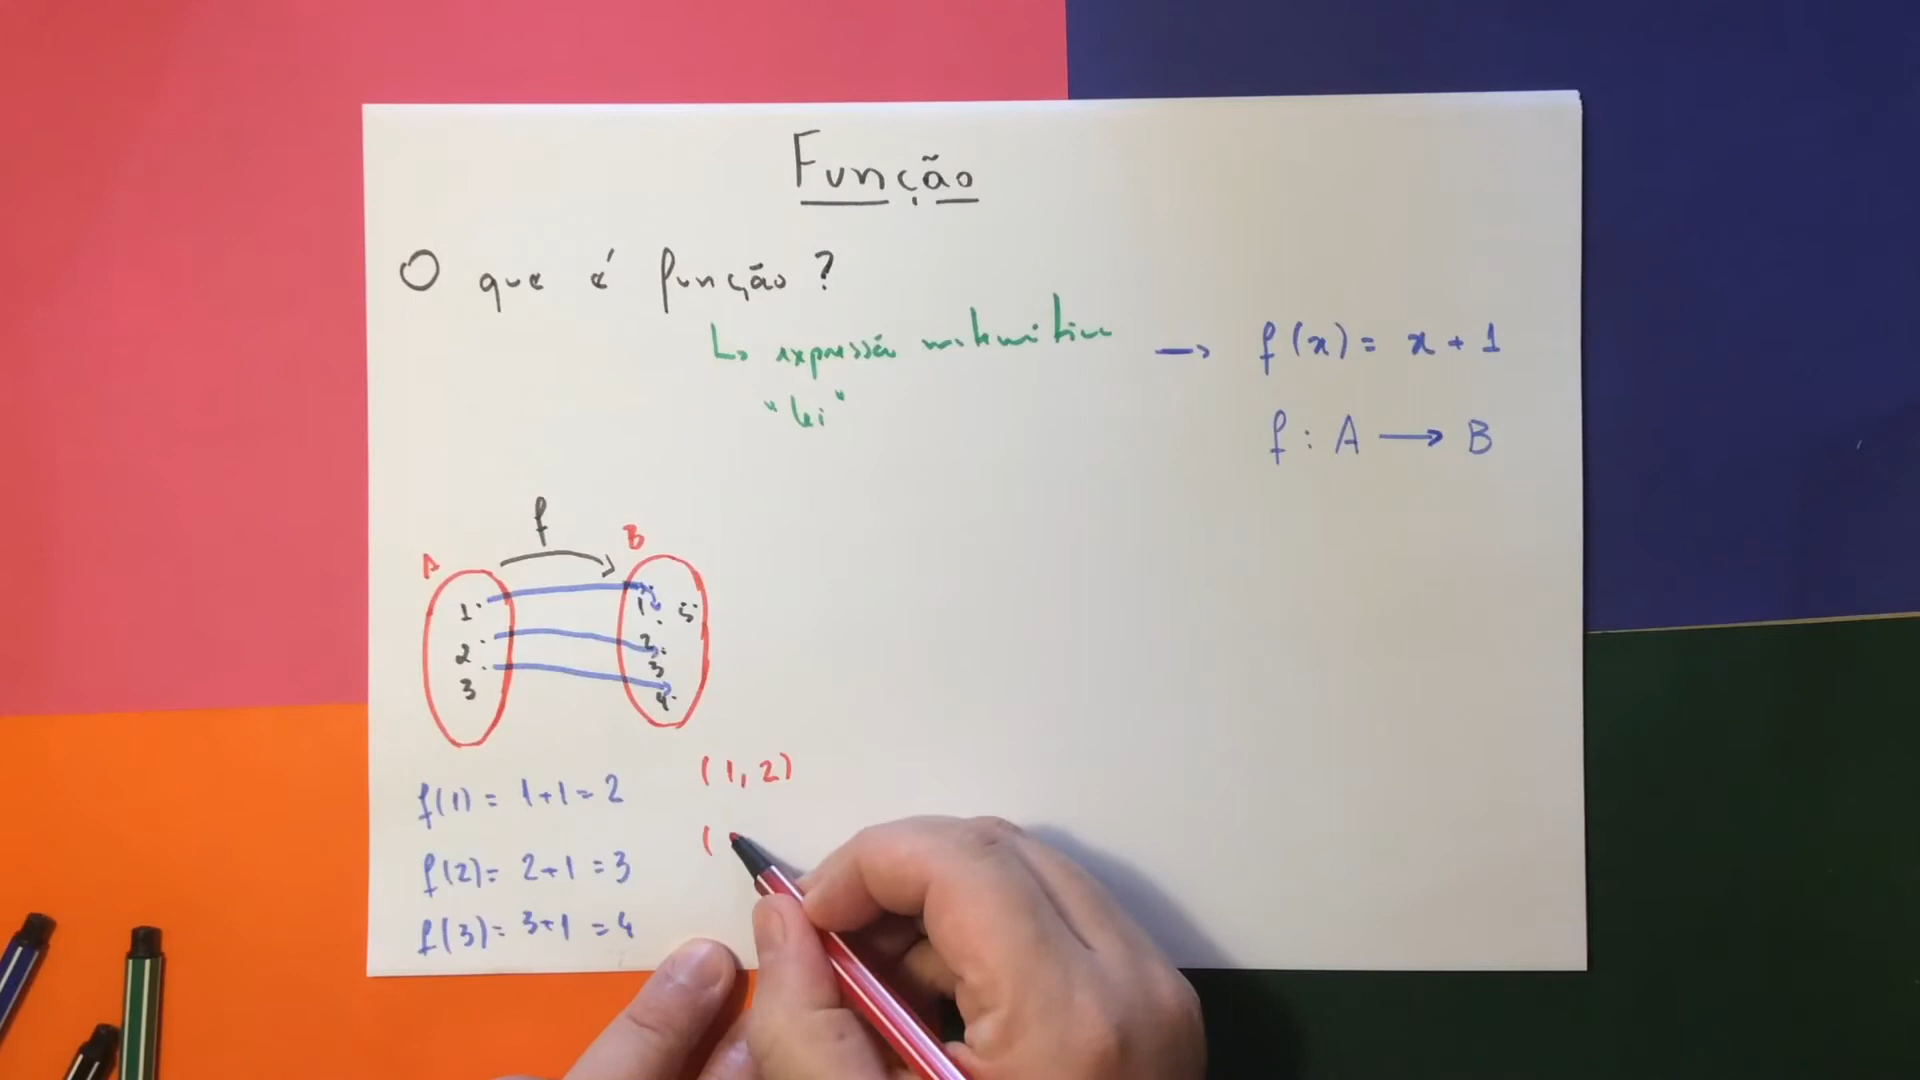 Função
O que é função?
↳ expressão matemática → f(x) = x + 1
"lei"
f : A → B
f
A B
1 1 5
2 2
3 3
4
f(1) = 1+1 = 2 (1, 2)
f(2) = 2+1 = 3 (
f(3) = 3+1 = 4